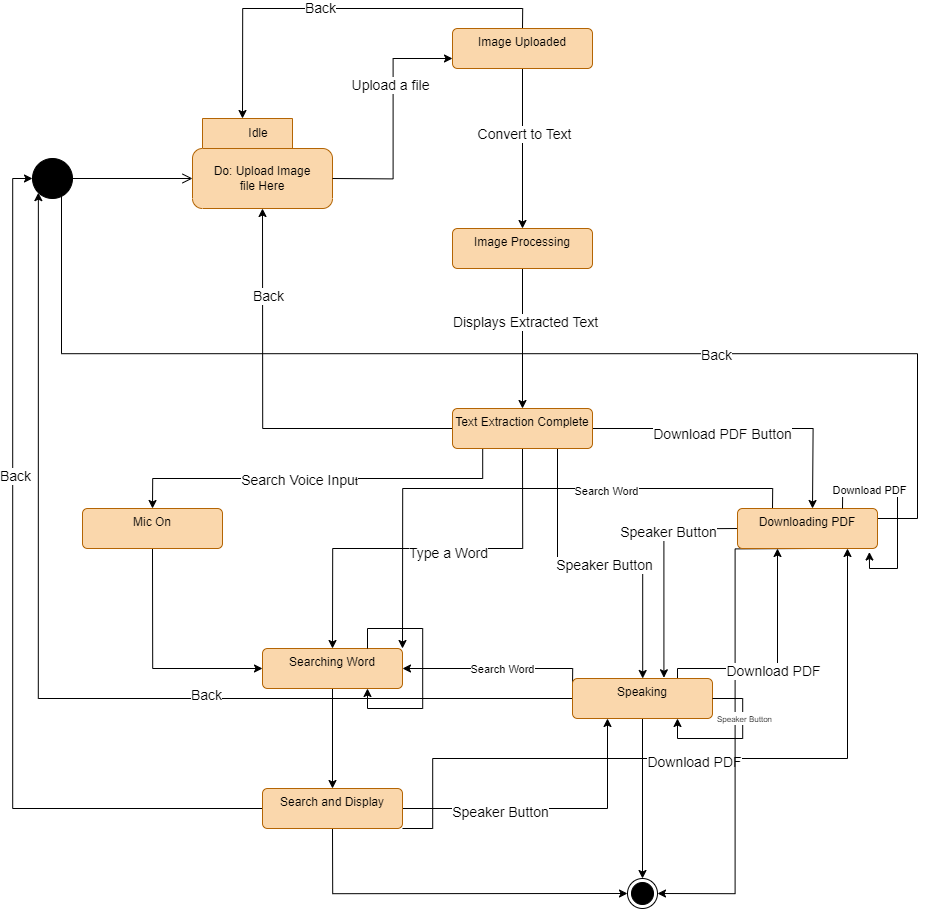 Back
Image Uploaded
Upload a file
Idle
Convert to Text
Do: Upload Image
file Here
Image Processing
Back
Displays Extracted Text
Back
Text Extraction Complete
Download PDF Button
Back
Search Voice Input
Search Word
Download PDF
Mic On
Downloading PDF
Speaker Button
Type a Word
Speaker Button
Searching Word
Search Word
Download PDF
Back
Speaking
Speaker Button
Download PDF
Search and Display
Speaker Button